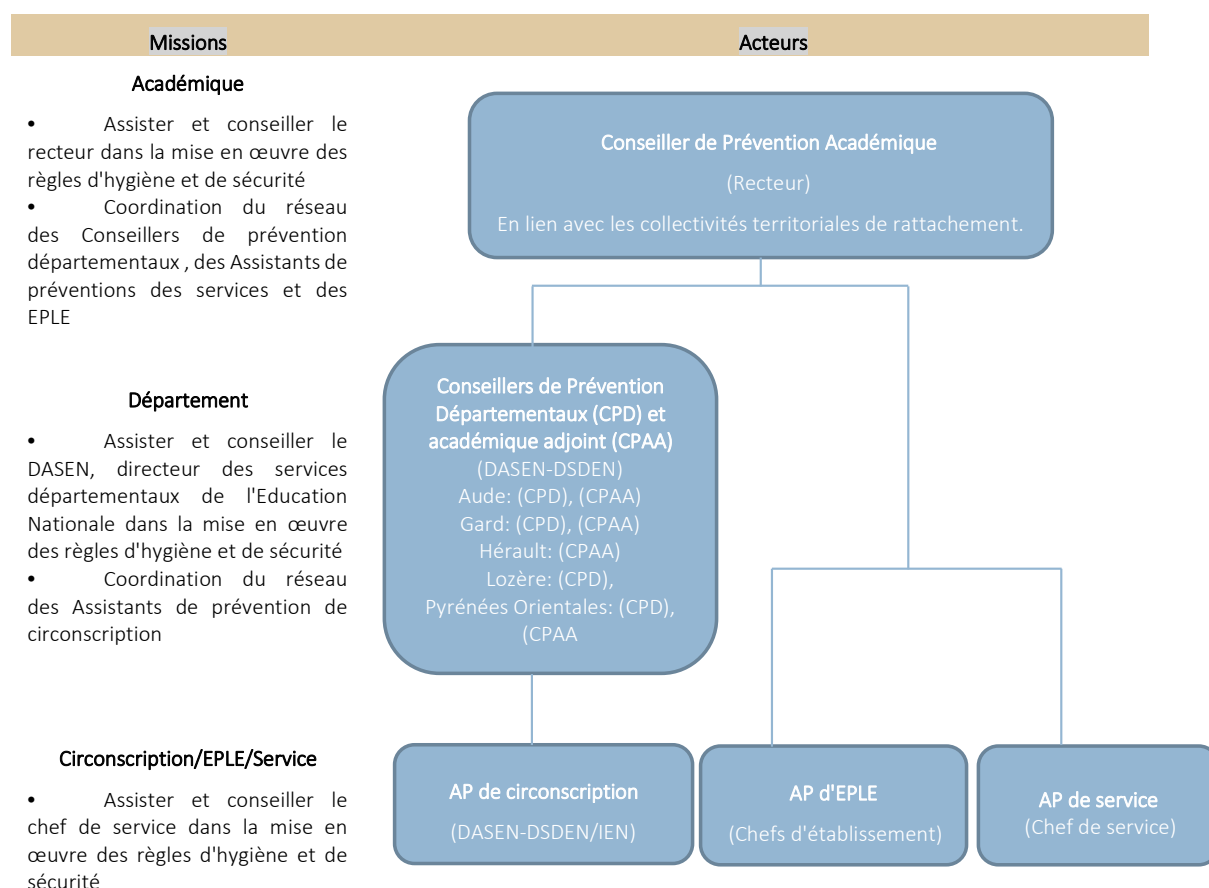 Missions
Acteurs
Académique
• Assister et conseiller le
recteur dans la mise en œuvre des
règles d'hygiène et de sécurité
• Coordination du réseau
des Conseillers de prévention
départementaux , des Assistants de
préventions des services et des
EPLE
Conseiller de Prévention Académique
(Recteur)
En lien avec les collectivités territoriales de rattachement.
Département
• Assister et conseiller le
DASEN, directeur des services
départementaux de l'Education
Nationale dans la mise en œuvre
des règles d'hygiène et de sécurité
• Coordination du réseau
des Assistants de prévention de
circonscription
Conseillers de Prévention
Départementaux (CPD) et
académique adjoint (CPAA)
(DASEN-DSDEN)
Aude: (CPD), (CPAA)
Gard: (CPD), (CPAA)
Hérault: (CPAA)
Lozère: (CPD),
Pyrénées Orientales: (CPD),
(CPAA
Circonscription/EPLE/Service
• Assister et conseiller le
chef de service dans la mise en
œuvre des règles d'hygiène et de
sécurité
AP de circonscription
(DASEN-DSDEN/IEN)
AP d'EPLE
(Chefs d'établissement)
AP de service
(Chef de service)